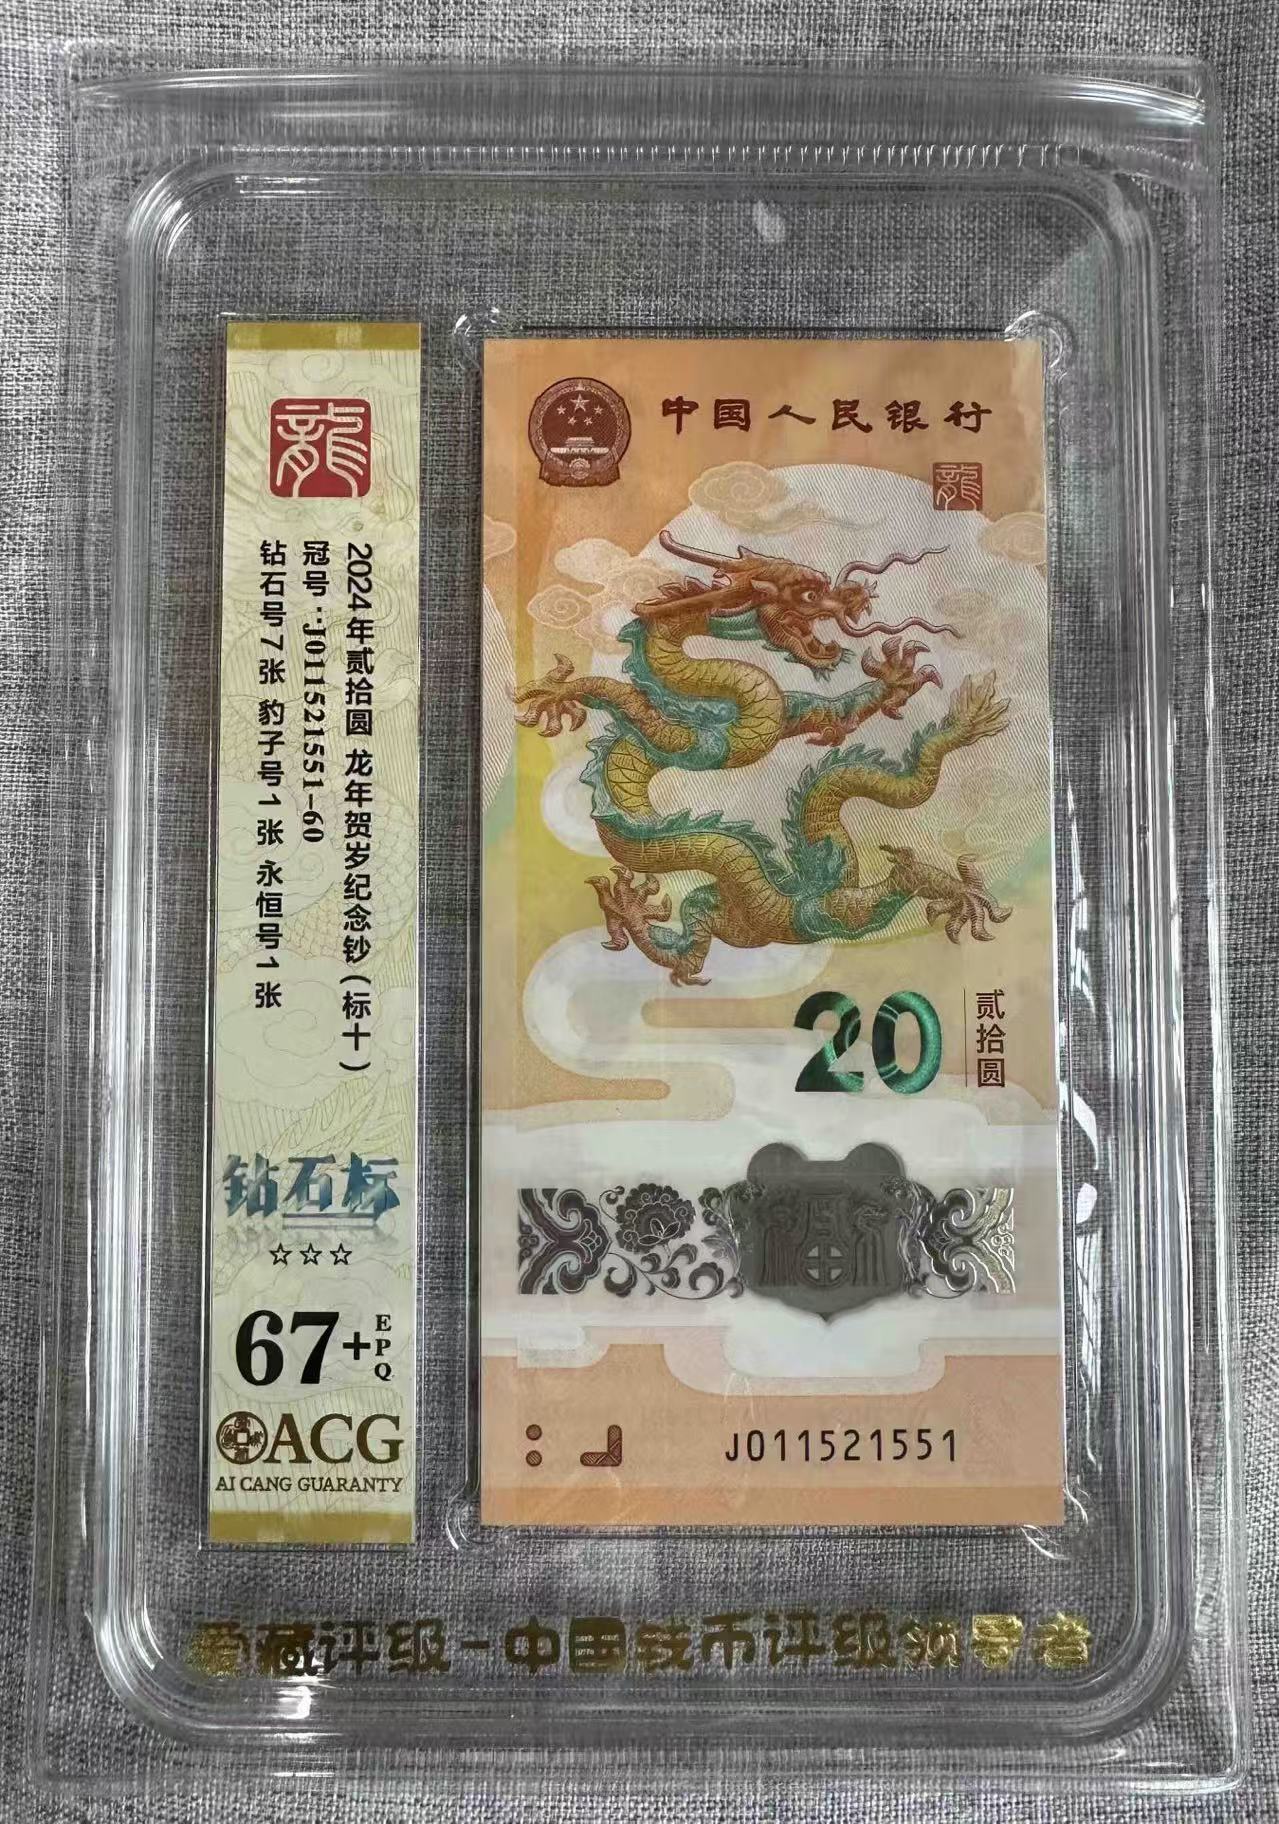 龍
2024年贰拾圆 龙年贺岁纪念钞(标十)
冠号:J011521551-60
钻石号7张 豹子号1张 永恒号1张
钻石标
☆☆☆
67+ EPQ
ACG
AI CANG GUARANTY
中国人民银行
龍
20 贰拾圆
J011521551
爱藏评级-中国钱币评级领导者